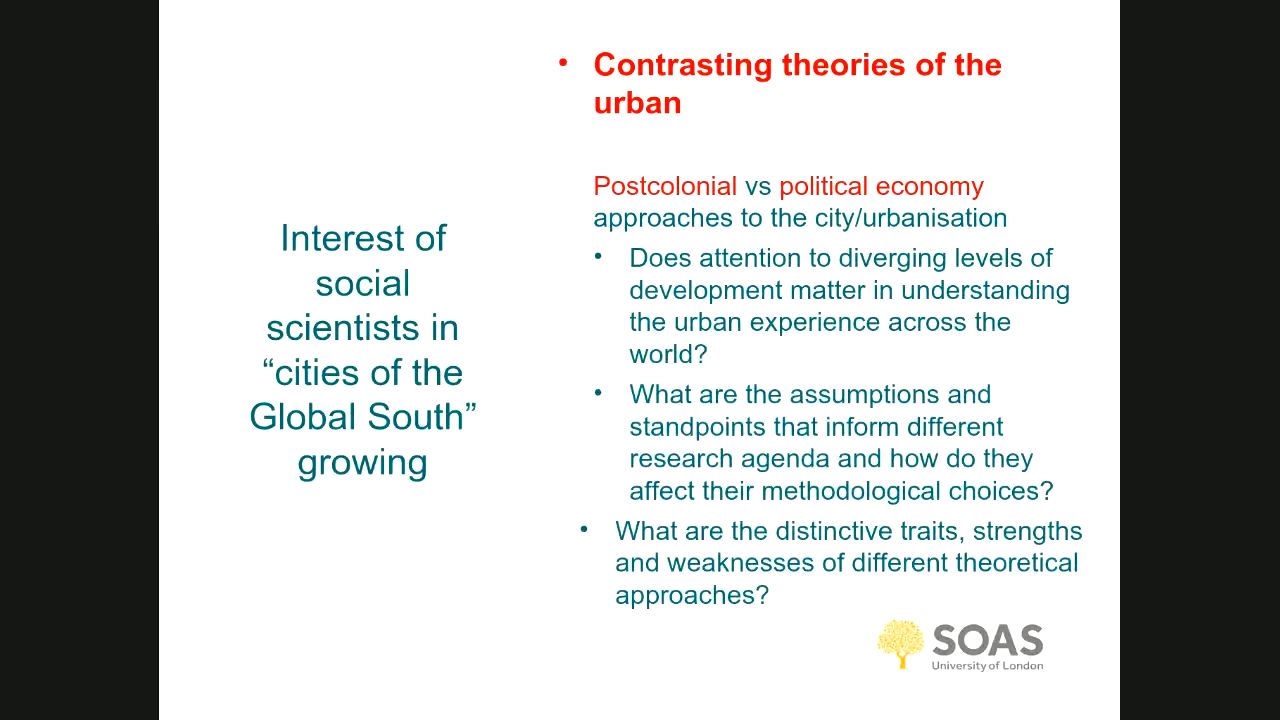 Interest of
social
scientists in
“cities of the
Global South”
growing
• Contrasting theories of the
urban
Postcolonial vs political economy
approaches to the city/urbanisation
• Does attention to diverging levels of
development matter in understanding
the urban experience across the
world?
• What are the assumptions and
standpoints that inform different
research agenda and how do they
affect their methodological choices?
• What are the distinctive traits, strengths
and weaknesses of different theoretical
approaches?
SOAS
University of London